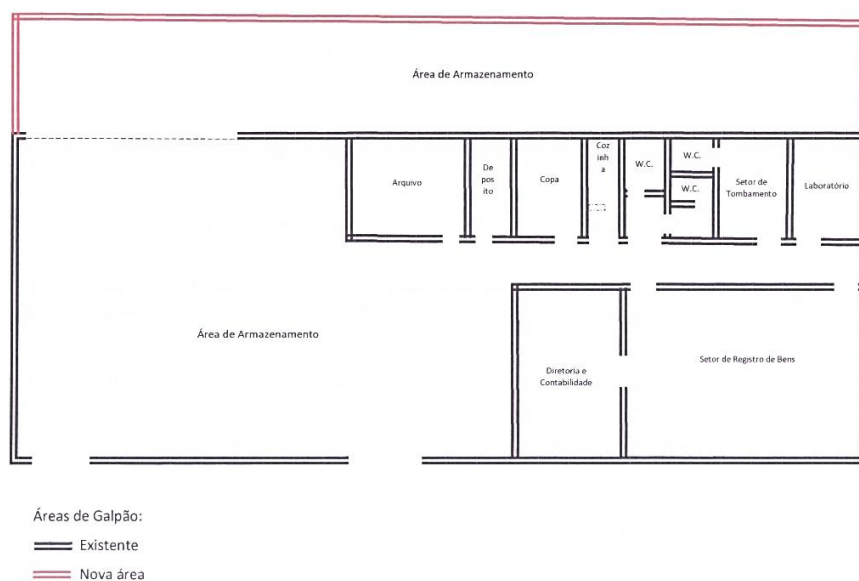 Área de Armazenamento
Arquivo
De
pos
ito
Copa
Coz
inh
a
W.C.
W.C.
W.C.
Setor de
Tombamento
Laboratório
Área de Armazenamento
Diretoria e
Contabilidade
Setor de Registro de Bens
Áreas de Galpão:
Existente
Nova área